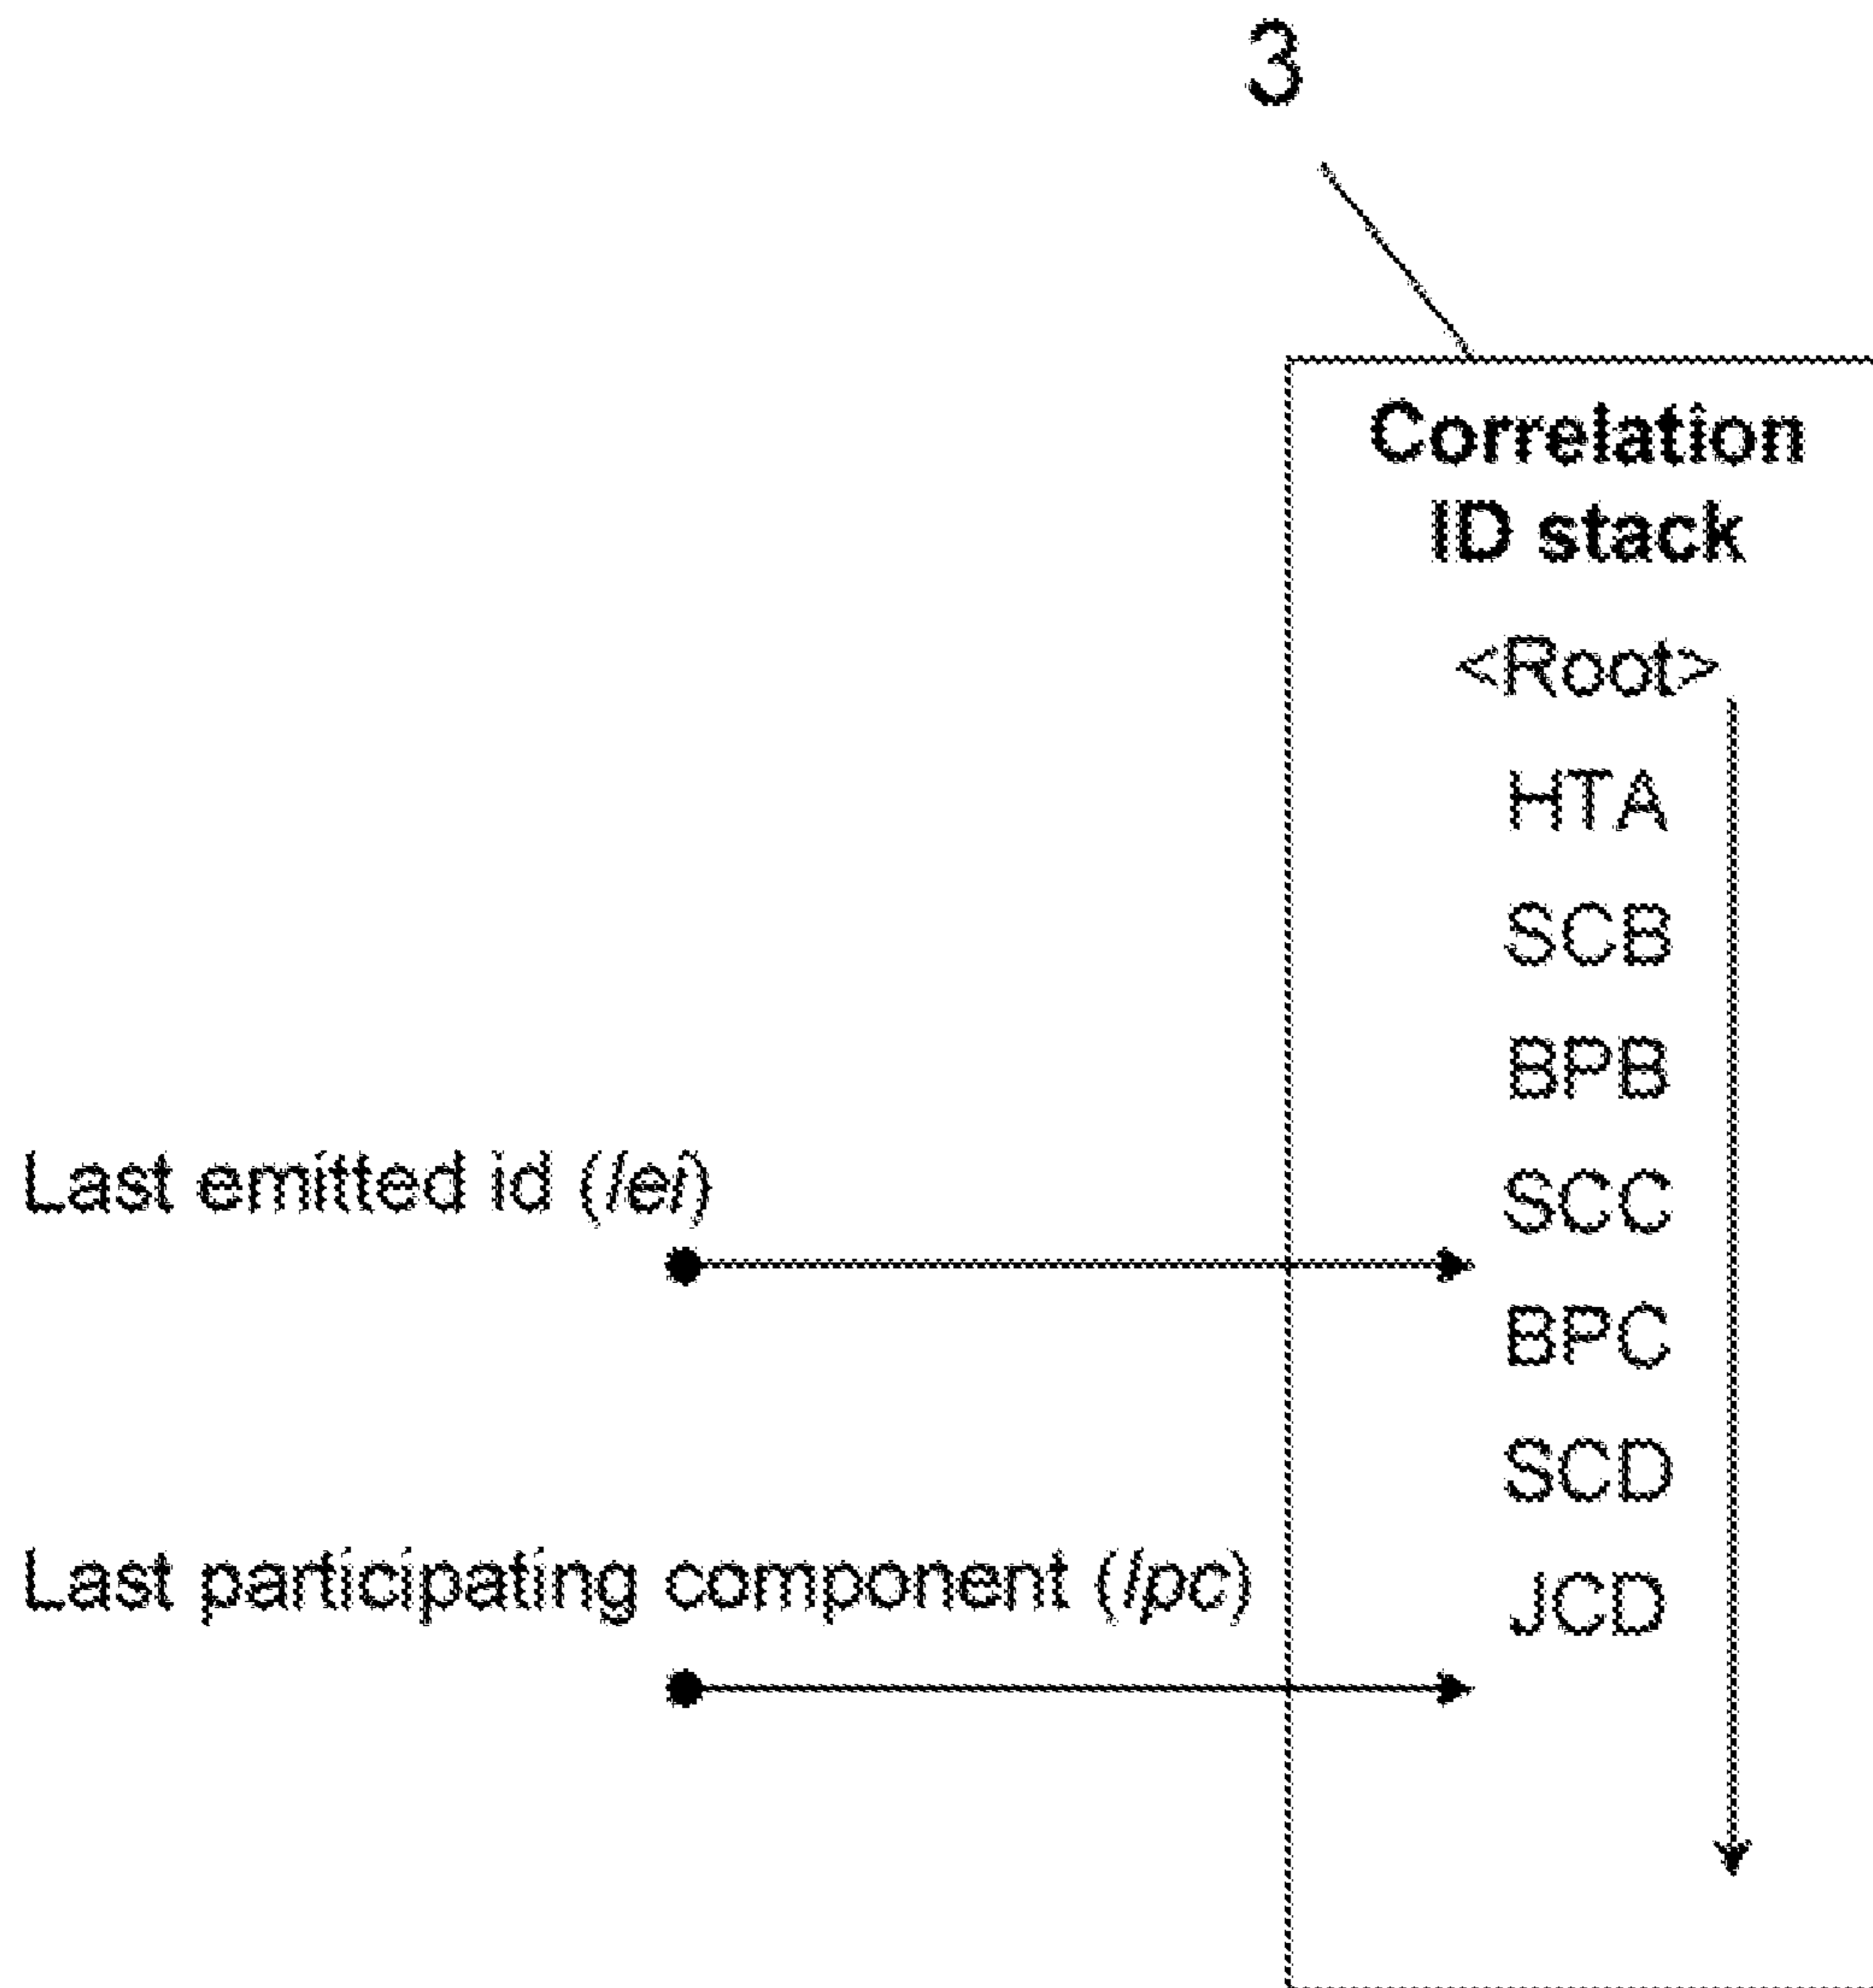 3
Correlation
ID stack
<Root>
HTA
SCB
BPB
Last emitted id (lei)
SCC
BPC
SCD
Last participating component (lpc)
JCD